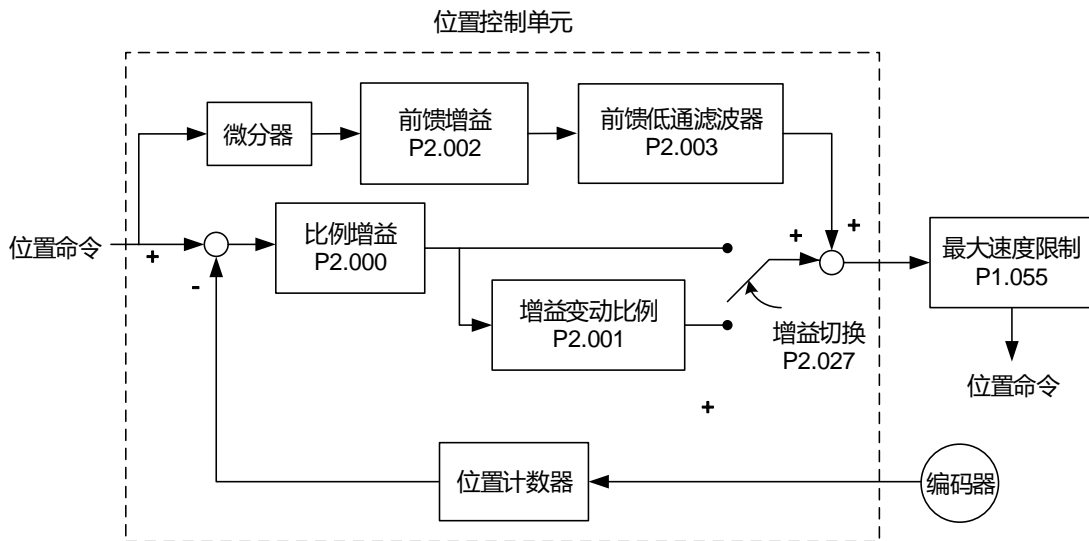 位置控制单元
微分器
前馈增益
P2.002
前馈低通滤波器
P2.003
位置命令
+
-
比例增益
P2.000
+
+
最大速度限制
P1.055
增益变动比例
P2.001
增益切换
P2.027
位置命令
+
位置计数器
编码器